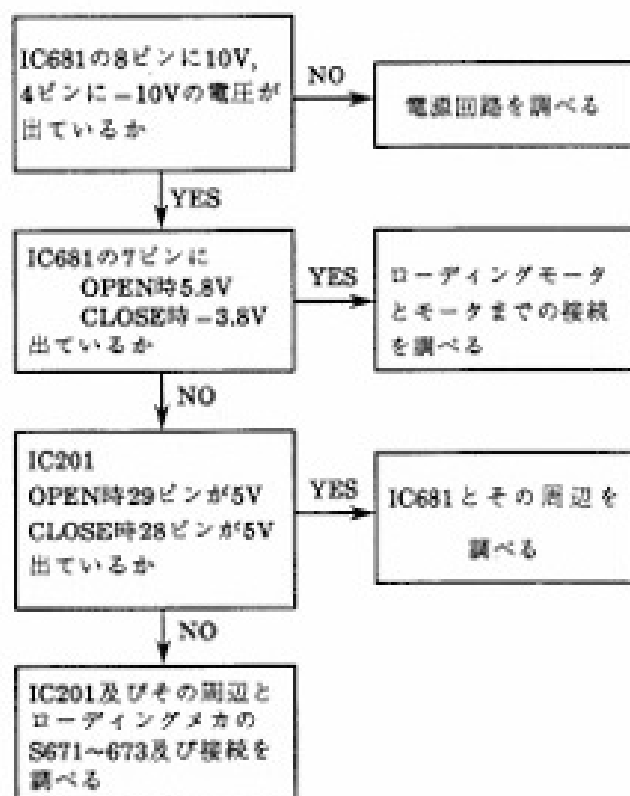 IC681の8ピンに10V,
4ピンに－10Vの電圧が
出ているか
NO
電源回路を調べる
YES
IC681の7ピンに
OPEN時5.8V
CLOSE時－3.8V
出ているか
YES
ローディングモータ
とモータまでの接続
を調べる
NO
IC201
OPEN時29ピンが5V
CLOSE時28ピンが5V
出ているか
YES
IC681とその周辺を
調べる
NO
IC201及びその周辺と
ローディングメカの
S671~673及び接続を
調べる